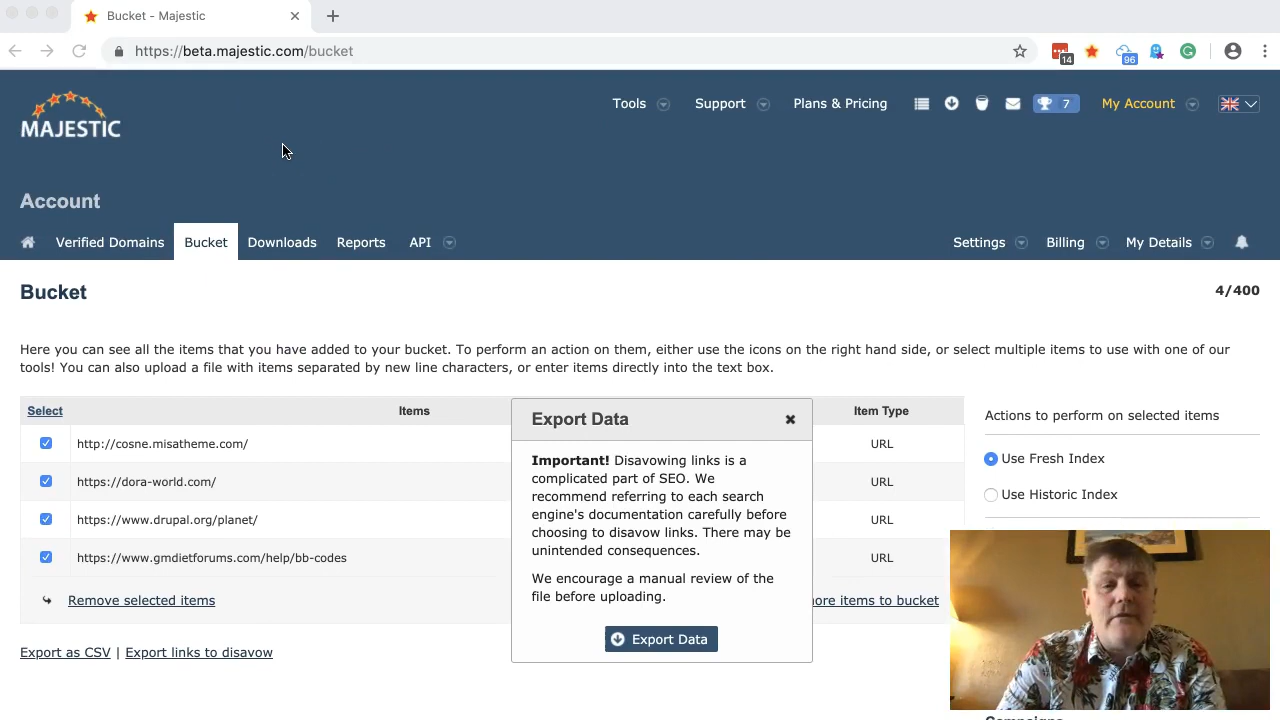 Bucket - Majestic
https://beta.majestic.com/bucket
14
96
MAJESTIC
Tools
Support
Plans & Pricing
7
My Account
Account
Verified Domains
Bucket
Downloads
Reports
API
Settings
Billing
My Details
Bucket
4/400
Here you can see all the items that you have added to your bucket. To perform an action on them, either use the icons on the right hand side, or select multiple items to use with one of our
tools! You can also upload a file with items separated by new line characters, or enter items directly into the text box.
Select
Items
Item Type
http://cosne.misatheme.com/
URL
https://dora-world.com/
URL
https://www.drupal.org/planet/
URL
https://www.gmdietforums.com/help/bb-codes
URL
Remove selected items
more items to bucket
Export as CSV | Export links to disavow
Export Data
Important! Disavowing links is a
complicated part of SEO. We
recommend referring to each search
engine's documentation carefully before
choosing to disavow links. There may be
unintended consequences.
We encourage a manual review of the
file before uploading.
Export Data
Actions to perform on selected items
Use Fresh Index
Use Historic Index